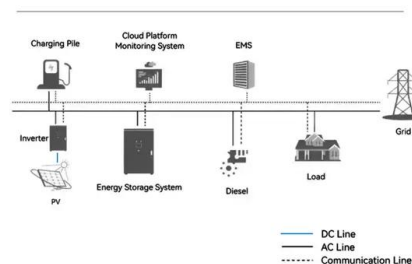 Charging Pile
Cloud Platform
Monitoring System
EMS
Grid
Inverter
PV
Energy Storage System
Diesel
Load
DC Line
AC Line
Communication Line